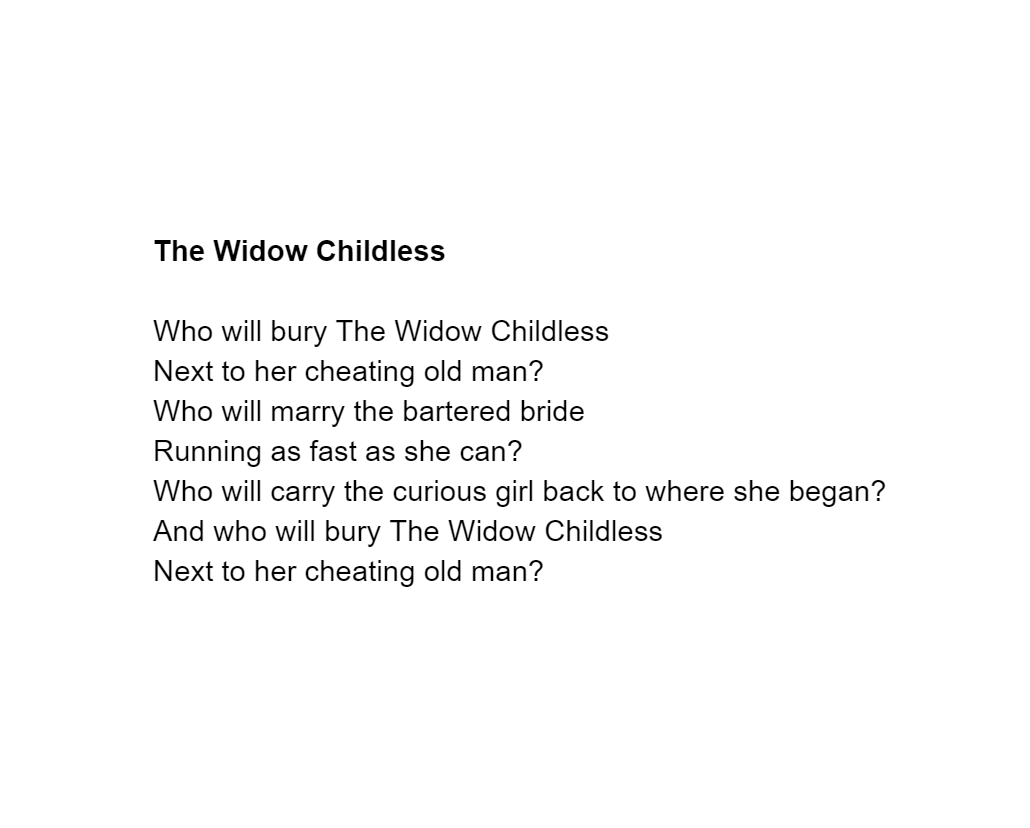 The Widow Childless
Who will bury The Widow Childless
Next to her cheating old man?
Who will marry the bartered bride
Running as fast as she can?
Who will carry the curious girl back to where she began?
And who will bury The Widow Childless
Next to her cheating old man?